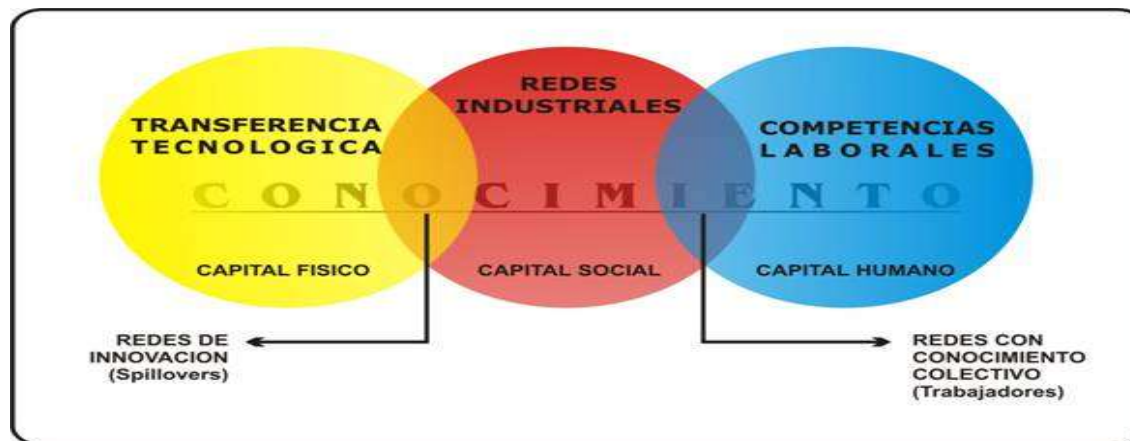 TRANSFERENCIA
TECNOLOGICA
REDES
INDUSTRIALES
COMPETENCIAS
LABORALES
CONOCIMIENTO
CAPITAL FISICO
CAPITAL SOCIAL
CAPITAL HUMANO
REDES DE
INNOVACION
(Spillovers)
REDES CON
CONOCIMIENTO
COLECTIVO
(Trabajadores)